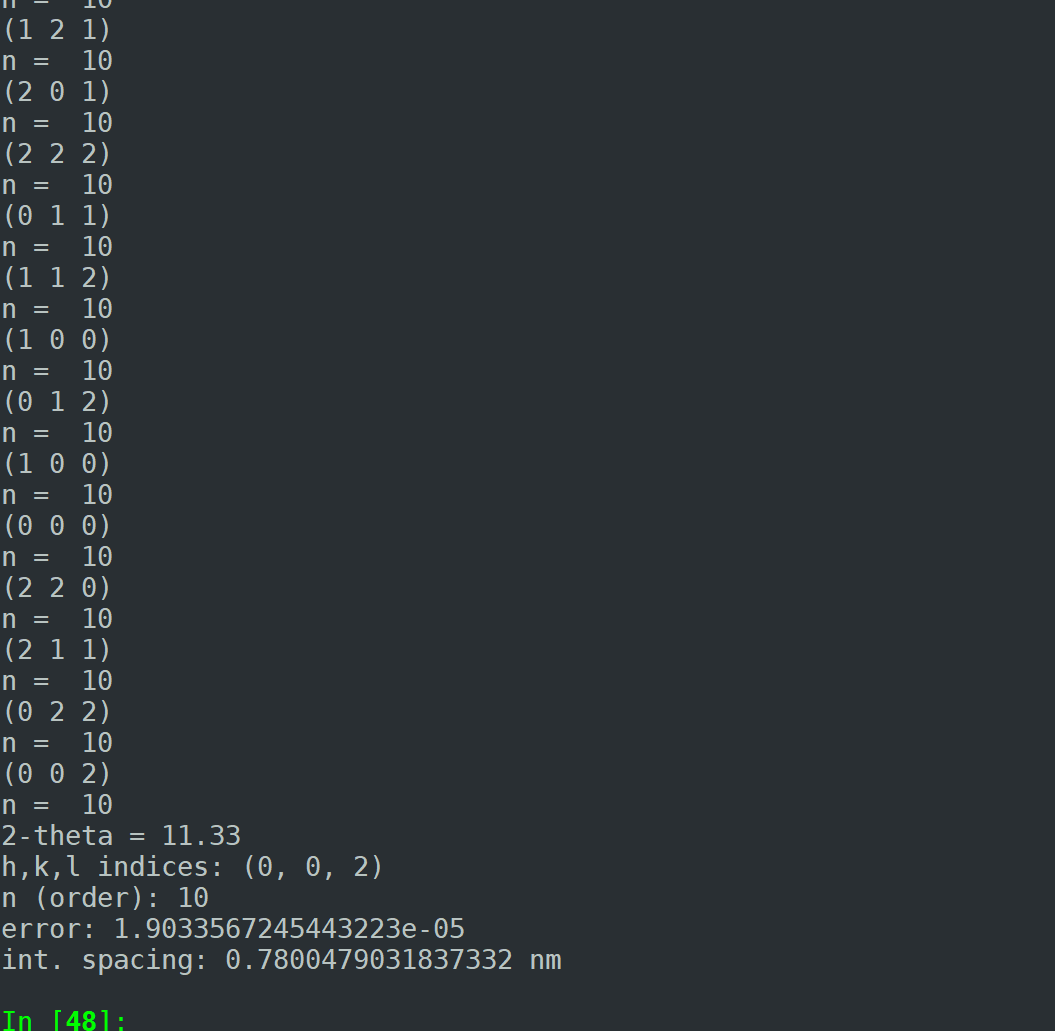 n =  10
(1 2 1)
n =  10
(2 0 1)
n =  10
(2 2 2)
n =  10
(0 1 1)
n =  10
(1 1 2)
n =  10
(1 0 0)
n =  10
(0 1 2)
n =  10
(1 0 0)
n =  10
(0 0 0)
n =  10
(2 2 0)
n =  10
(2 1 1)
n =  10
(0 2 2)
n =  10
(0 0 2)
n =  10
2-theta = 11.33
h,k,l indices: (0, 0, 2)
n (order): 10
error: 1.9033567245443223e-05
int. spacing: 0.7800479031837332 nm
In [48]: